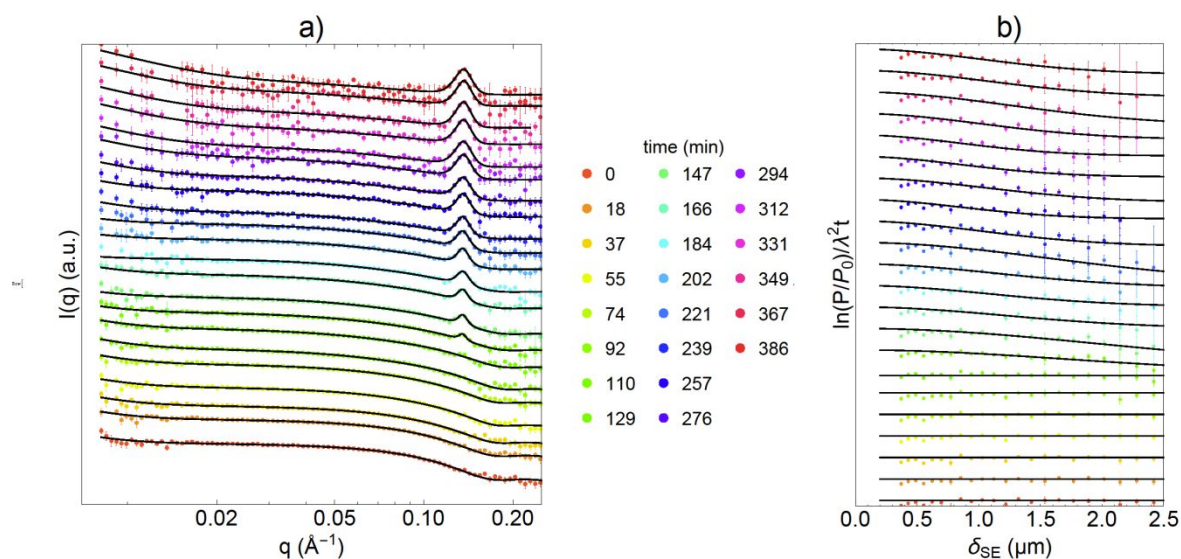 a)
b)
I(q) (a.u.)
q (Å⁻¹)
0.02 0.05 0.10 0.20
time (min)
0 147 294
18 166 312
37 184 331
55 202 349
74 221 367
92 239 386
110 257
129 276
ln(P/P₀)/λ²t
0.0 0.5 1.0 1.5 2.0 2.5
δSE (μm)